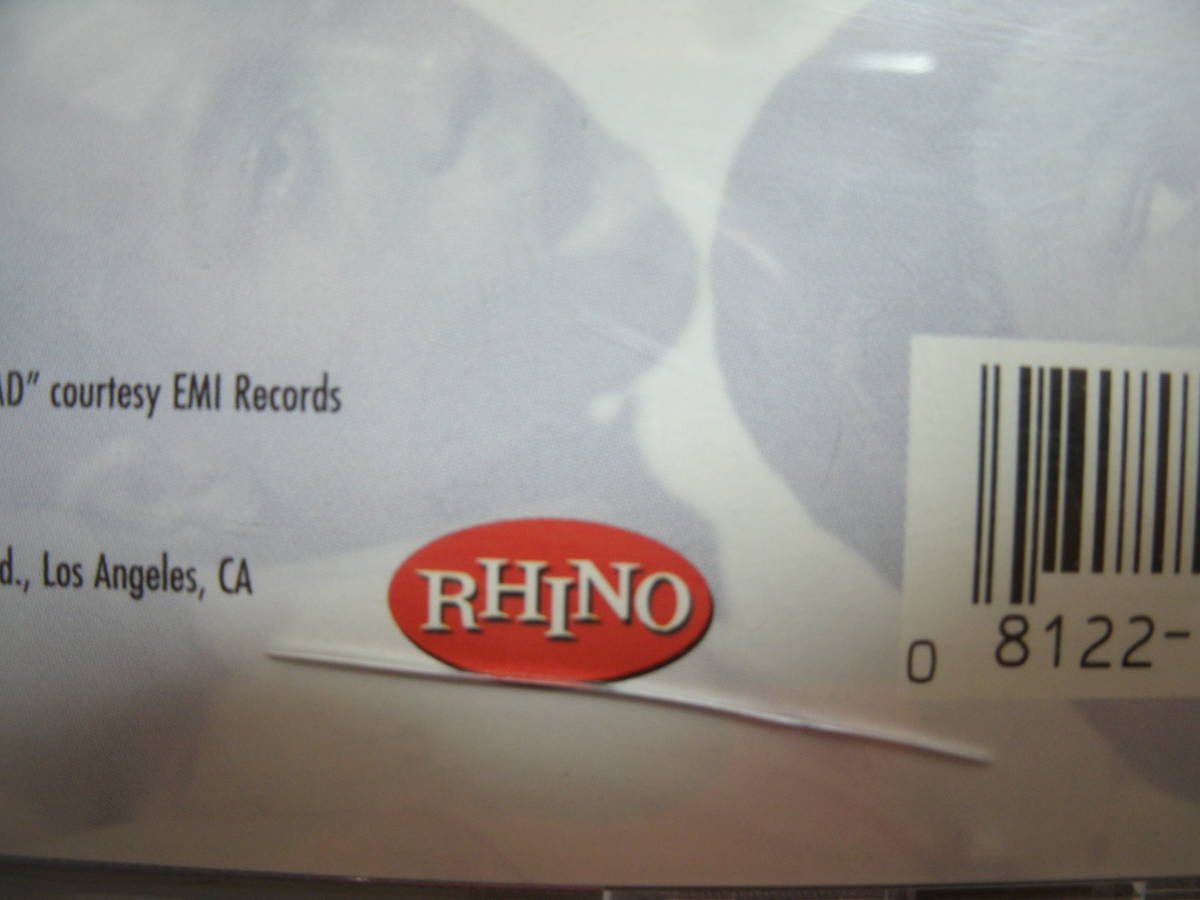 AD" courtesy EMI Records
d., Los Angeles, CA
RHINO
0 8122-